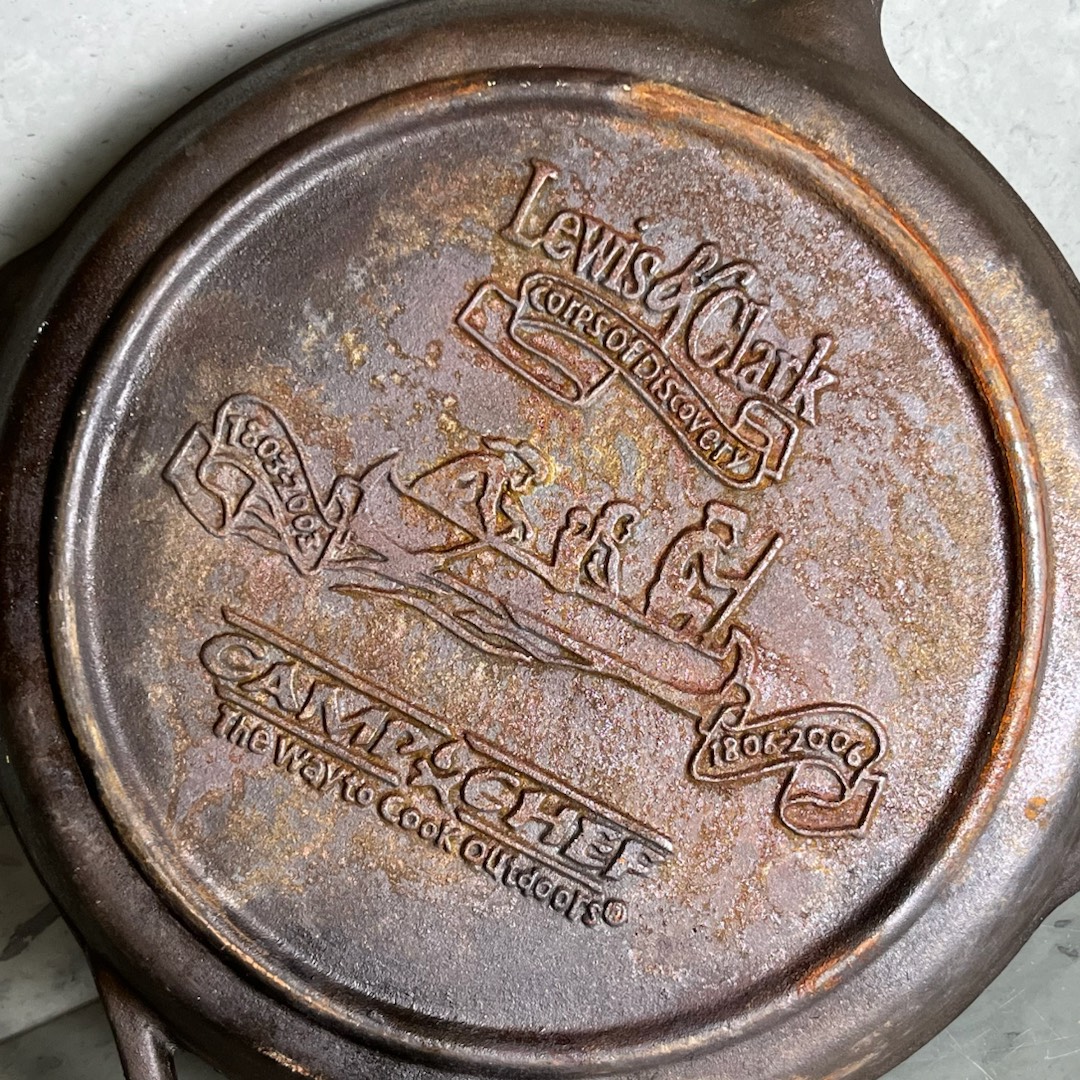 Lewis & Clark
Corps of Discovery
1803-2003
1806-2006
CAMP CHEF
The Way to Cook Outdoors®